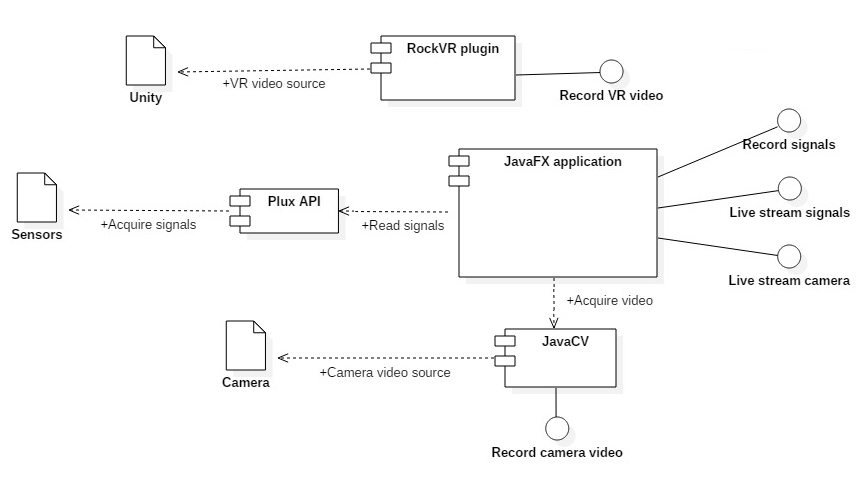 RockVR plugin
+VR video source
Unity
Record VR video
Record signals
JavaFX application
Plux API
Live stream signals
+Acquire signals
+Read signals
Sensors
Live stream camera
+Acquire video
JavaCV
+Camera video source
Camera
Record camera video